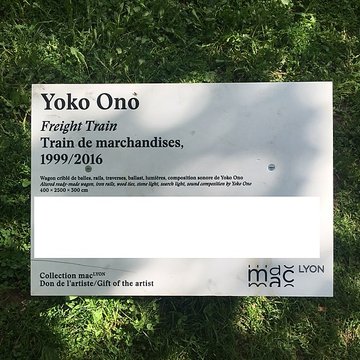 Yoko Ono
Freight Train
Train de marchandises,
1999/2016
Wagon criblé de balles, rails, traverses, ballast, lumières, composition sonore de Yoko Ono
Altered ready-made wagon, iron rails, wood ties, stone light, search light, sound composition by Yoko Ono
400 × 2500 × 300 cm
Collection macLYON
Don de l'artiste/Gift of the artist
mac LYON